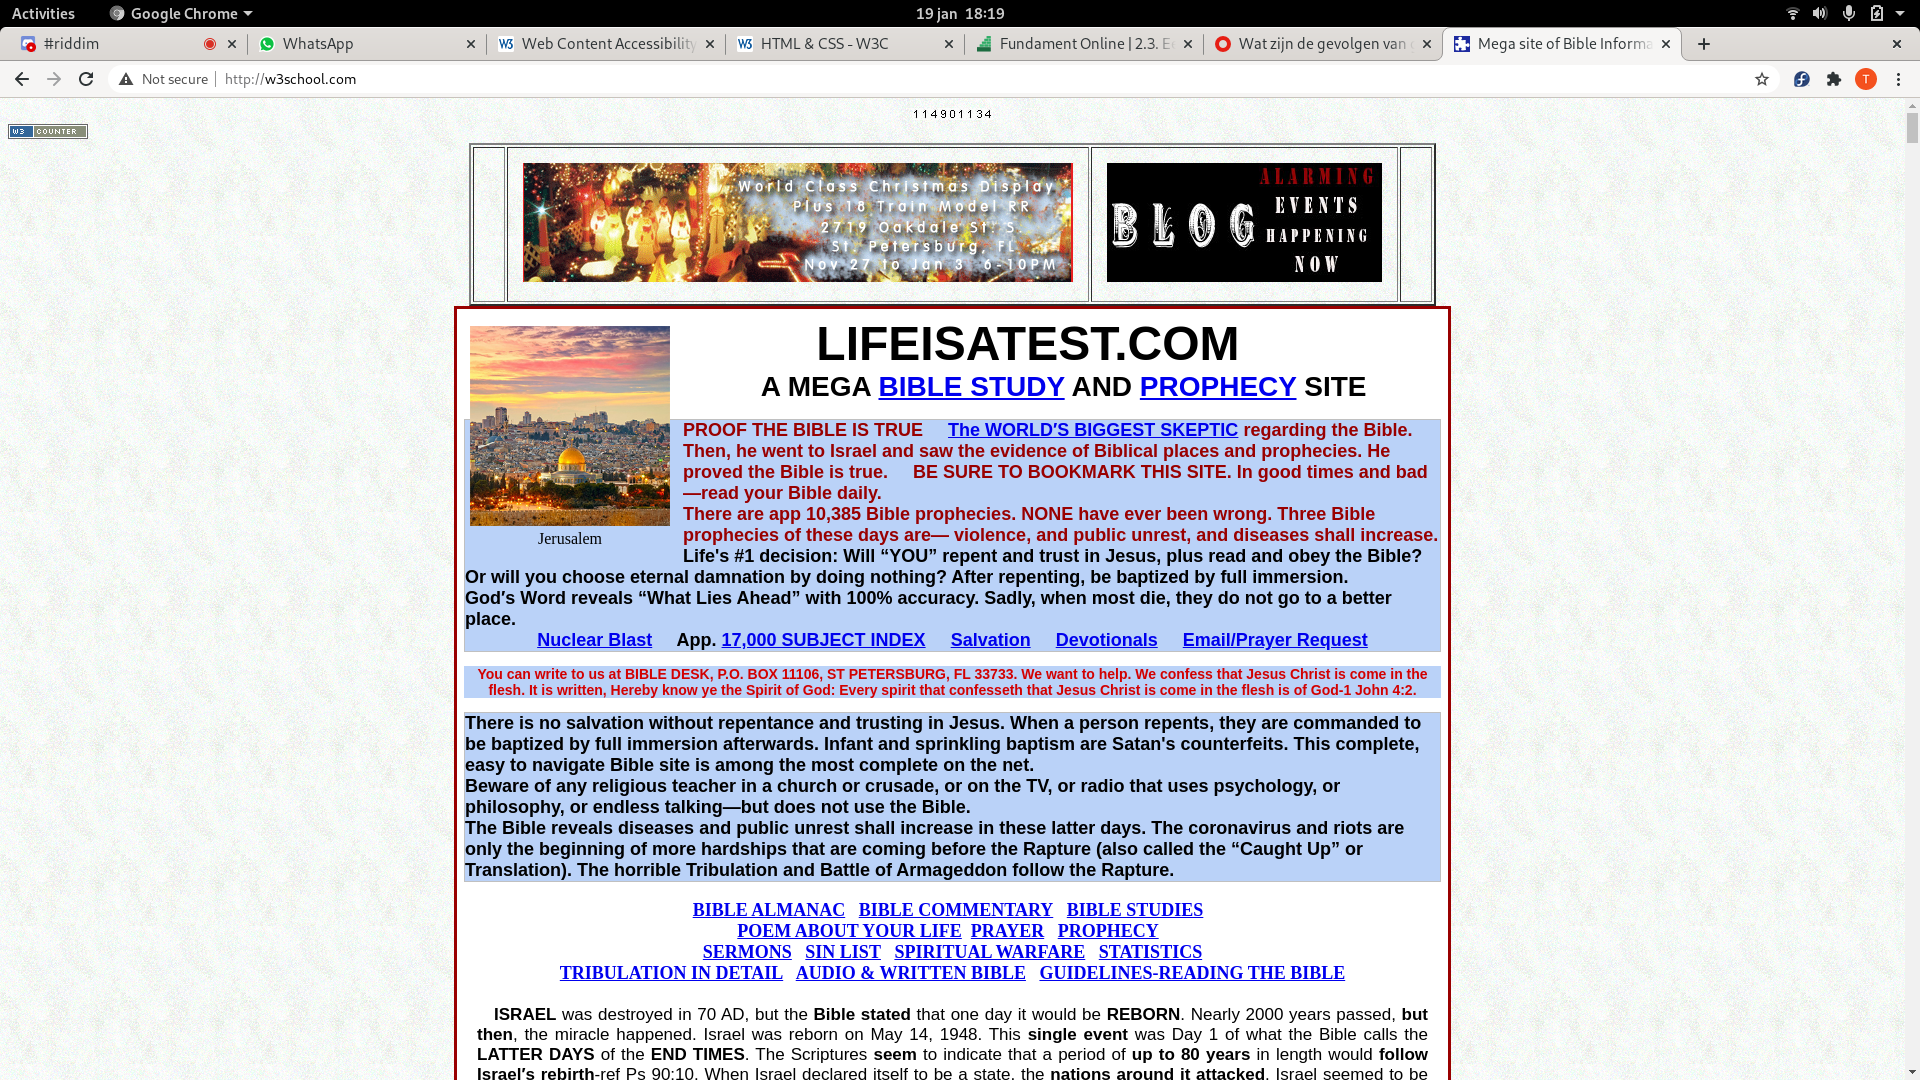 Activities Google Chrome 19 jan 18:19
#riddim WhatsApp Web Content Accessibility HTML & CSS - W3C Fundament Online | 2.3. E Wat zijn de gevolgen van Mega site of Bible Informa
Not secure http://w3school.com T
114901134
W3 COUNTER
World Class Christmas Display
Plus 18 Train Model RR
2719 Oakdale St. S.
St. Petersburg, FL
Nov 27 to Jan 3 6-10PM
BLOG
ALARMING
EVENTS
HAPPENING
NOW
LIFEISATEST.COM
A MEGA BIBLE STUDY AND PROPHECY SITE
Jerusalem
PROOF THE BIBLE IS TRUE The WORLD'S BIGGEST SKEPTIC regarding the Bible.
Then, he went to Israel and saw the evidence of Biblical places and prophecies. He
proved the Bible is true. BE SURE TO BOOKMARK THIS SITE. In good times and bad
—read your Bible daily.
There are app 10,385 Bible prophecies. NONE have ever been wrong. Three Bible
prophecies of these days are— violence, and public unrest, and diseases shall increase.
Life's #1 decision: Will “YOU” repent and trust in Jesus, plus read and obey the Bible?
Or will you choose eternal damnation by doing nothing? After repenting, be baptized by full immersion.
God's Word reveals “What Lies Ahead” with 100% accuracy. Sadly, when most die, they do not go to a better
place.
Nuclear Blast App. 17,000 SUBJECT INDEX Salvation Devotionals Email/Prayer Request
You can write to us at BIBLE DESK, P.O. BOX 11106, ST PETERSBURG, FL 33733. We want to help. We confess that Jesus Christ is come in the
flesh. It is written, Hereby know ye the Spirit of God: Every spirit that confesseth that Jesus Christ is come in the flesh is of God-1 John 4:2.
There is no salvation without repentance and trusting in Jesus. When a person repents, they are commanded to
be baptized by full immersion afterwards. Infant and sprinkling baptism are Satan's counterfeits. This complete,
easy to navigate Bible site is among the most complete on the net.
Beware of any religious teacher in a church or crusade, or on the TV, or radio that uses psychology, or
philosophy, or endless talking—but does not use the Bible.
The Bible reveals diseases and public unrest shall increase in these latter days. The coronavirus and riots are
only the beginning of more hardships that are coming before the Rapture (also called the “Caught Up” or
Translation). The horrible Tribulation and Battle of Armageddon follow the Rapture.
BIBLE ALMANAC BIBLE COMMENTARY BIBLE STUDIES
POEM ABOUT YOUR LIFE PRAYER PROPHECY
SERMONS SIN LIST SPIRITUAL WARFARE STATISTICS
TRIBULATION IN DETAIL AUDIO & WRITTEN BIBLE GUIDELINES-READING THE BIBLE
ISRAEL was destroyed in 70 AD, but the Bible stated that one day it would be REBORN. Nearly 2000 years passed, but
then, the miracle happened. Israel was reborn on May 14, 1948. This single event was Day 1 of what the Bible calls the
LATTER DAYS of the END TIMES. The Scriptures seem to indicate that a period of up to 80 years in length would follow
Israel's rebirth-ref Ps 90:10. When Israel declared itself to be a state, the nations around it attacked. Israel seemed to be